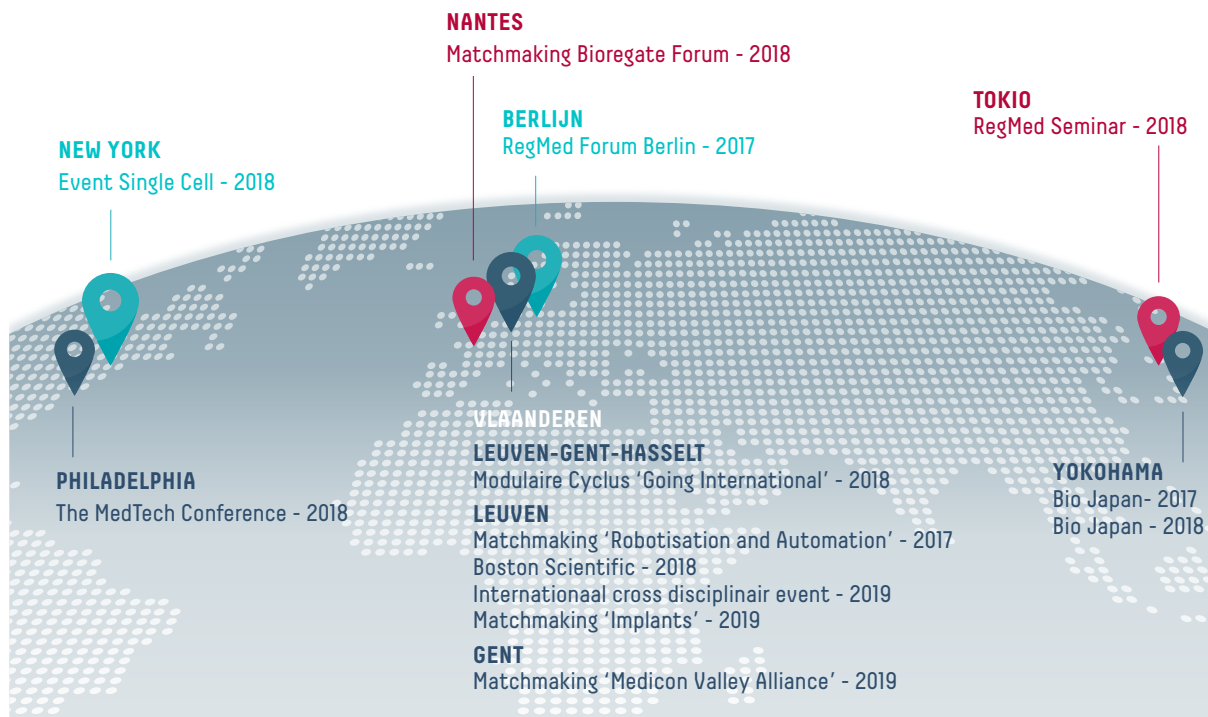 NANTES
Matchmaking Bioregate Forum - 2018
BERLIJN
RegMed Forum Berlin - 2017
TOKIO
RegMed Seminar - 2018
NEW YORK
Event Single Cell - 2018
PHILADELPHIA
The MedTech Conference - 2018
VLAANDEREN
LEUVEN-GENT-HASSELT
Modulaire Cyclus ‘Going International’ - 2018
LEUVEN
Matchmaking ‘Robotisation and Automation’ - 2017
Boston Scientific - 2018
Internationaal cross disciplinair event - 2019
Matchmaking ‘Implants’ - 2019
GENT
Matchmaking ‘Medicon Valley Alliance’ - 2019
YOKOHAMA
Bio Japan- 2017
Bio Japan - 2018